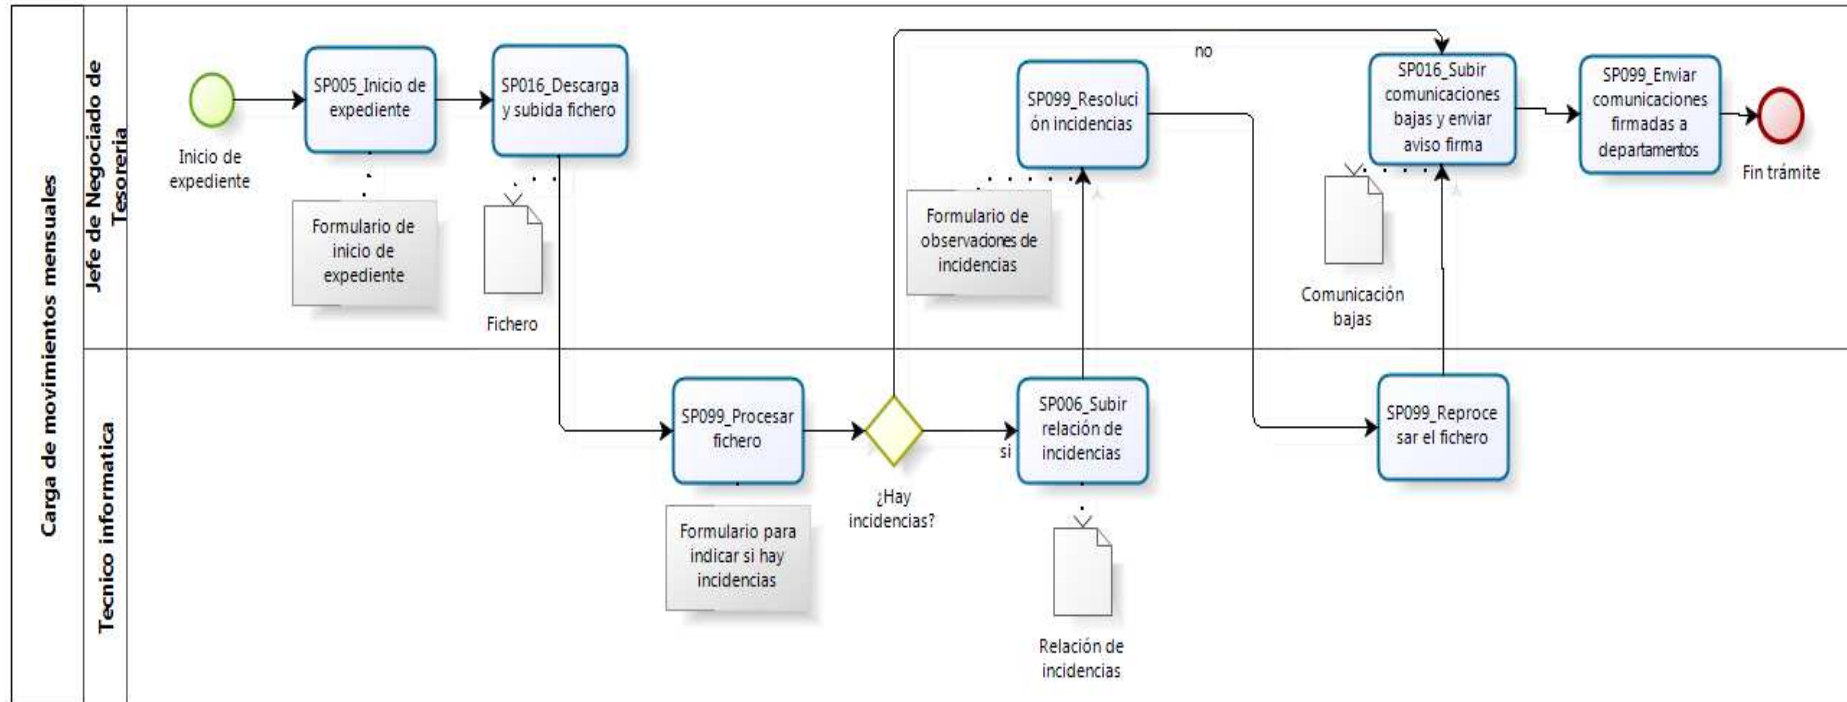 Carga de movimientos mensuales
Jefe de Negociado de
Tesoreria
Inicio de
expediente
SP005_Inicio de
expediente
Formulario de
inicio de
expediente
SP016_Descarga
y subida fichero
Fichero
SP099_Resoluci
ón incidencias
Formulario de
observaciones de
incidencias
no
SP016_Subir
comunicaciones
bajas y enviar
aviso firma
Comunicación
bajas
SP099_Enviar
comunicaciones
firmadas a
departamentos
Fin trámite
Tecnico informatica
SP099_Procesar
fichero
Formulario para
indicar si hay
incidencias
¿Hay
incidencias?
si
SP006_Subir
relación de
incidencias
Relación de
incidencias
SP099_Reproce
sar el fichero